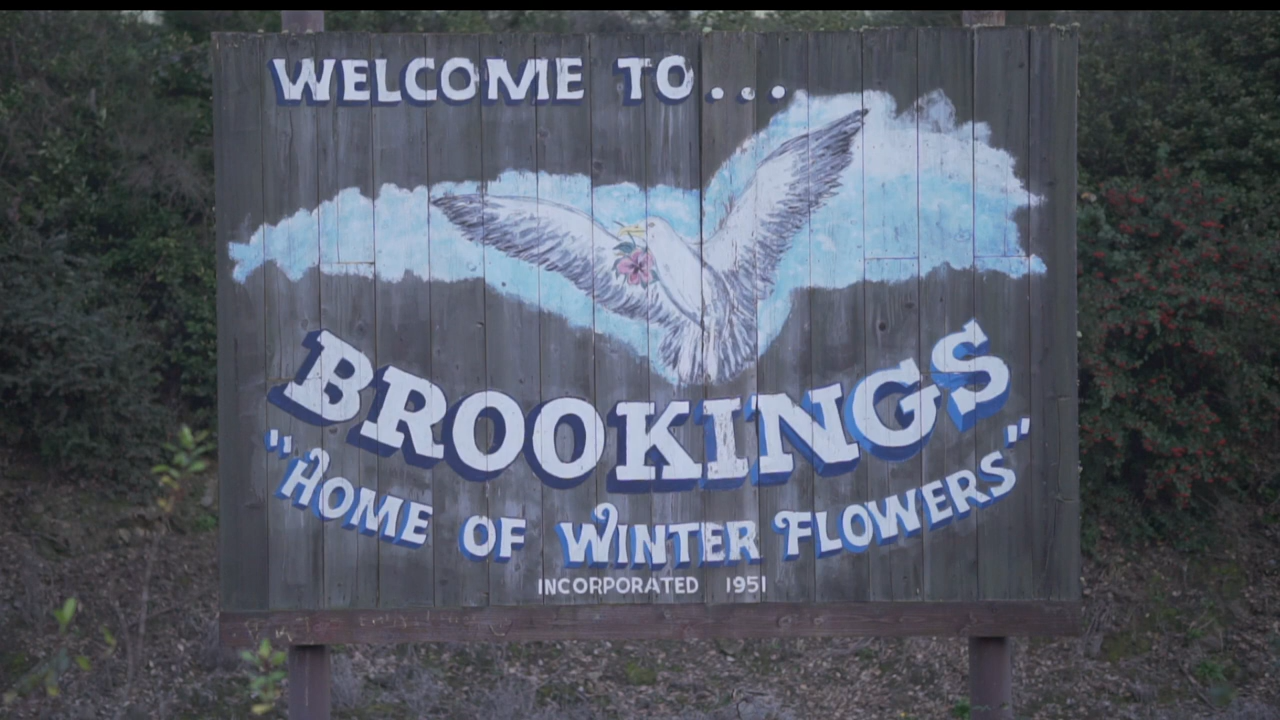 WELCOME TO...
BROOKINGS
"HOME OF WINTER FLOWERS"
INCORPORATED 1951